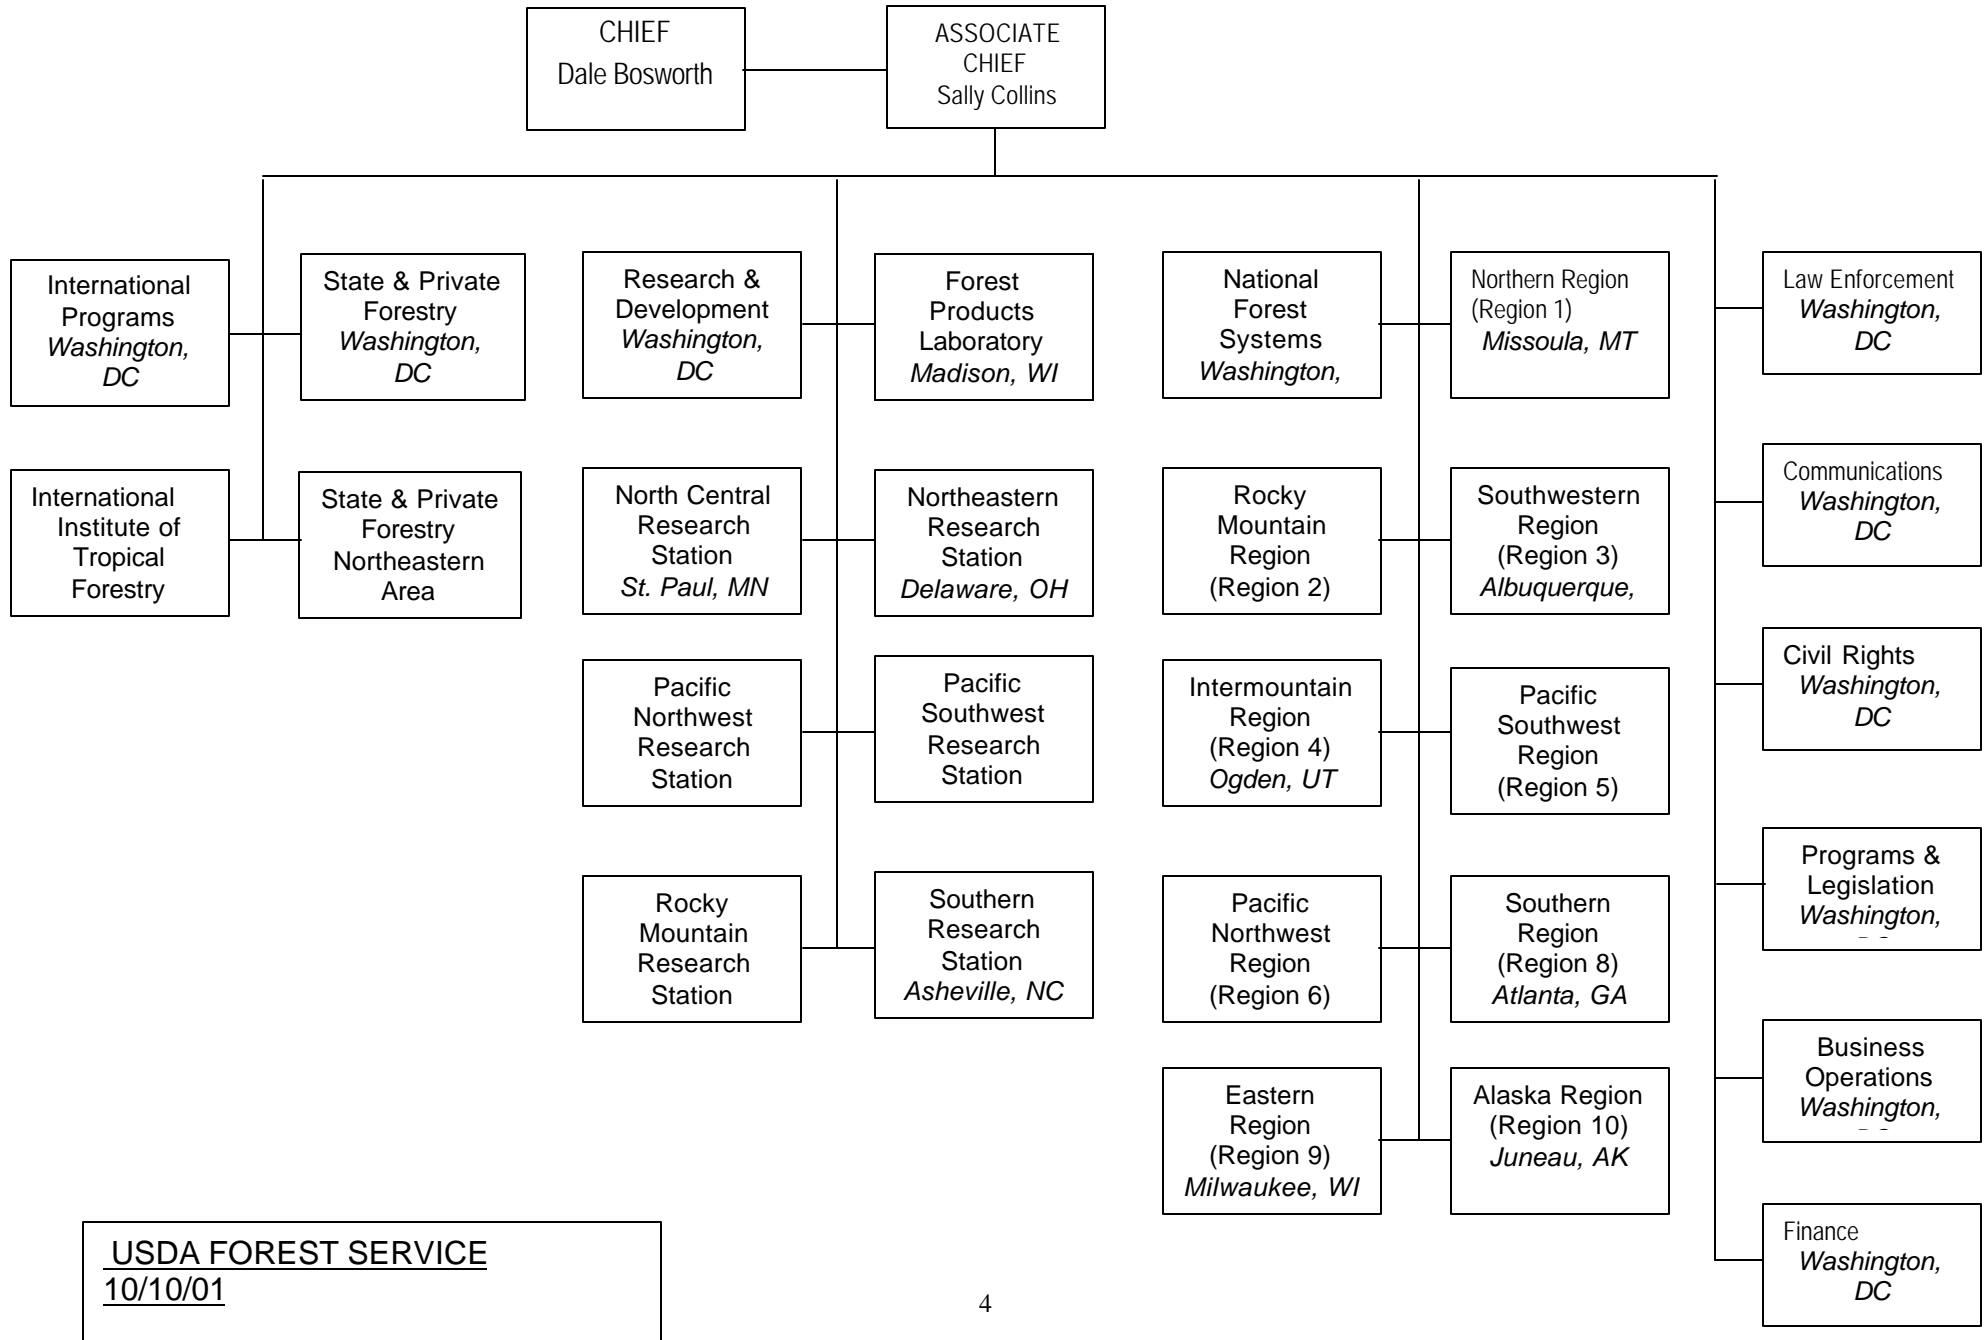 CHIEF
Dale Bosworth
ASSOCIATE
CHIEF
Sally Collins
International
Programs
Washington,
DC
State & Private
Forestry
Washington,
DC
Research &
Development
Washington,
DC
Forest
Products
Laboratory
Madison, WI
National
Forest
Systems
Washington,
Northern Region
(Region 1)
Missoula, MT
Law Enforcement
Washington,
DC
International
Institute of
Tropical
Forestry
State & Private
Forestry
Northeastern
Area
North Central
Research
Station
St. Paul, MN
Northeastern
Research
Station
Delaware, OH
Rocky
Mountain
Region
(Region 2)
Southwestern
Region
(Region 3)
Albuquerque,
Communications
Washington,
DC
Pacific
Northwest
Research
Station
Pacific
Southwest
Research
Station
Intermountain
Region
(Region 4)
Ogden, UT
Pacific
Southwest
Region
(Region 5)
Civil Rights
Washington,
DC
Rocky
Mountain
Research
Station
Southern
Research
Station
Asheville, NC
Pacific
Northwest
Region
(Region 6)
Southern
Region
(Region 8)
Atlanta, GA
Programs &
Legislation
Washington,
Eastern
Region
(Region 9)
Milwaukee, WI
Alaska Region
(Region 10)
Juneau, AK
Business
Operations
Washington,
Finance
Washington,
DC
USDA FOREST SERVICE
10/10/01
4